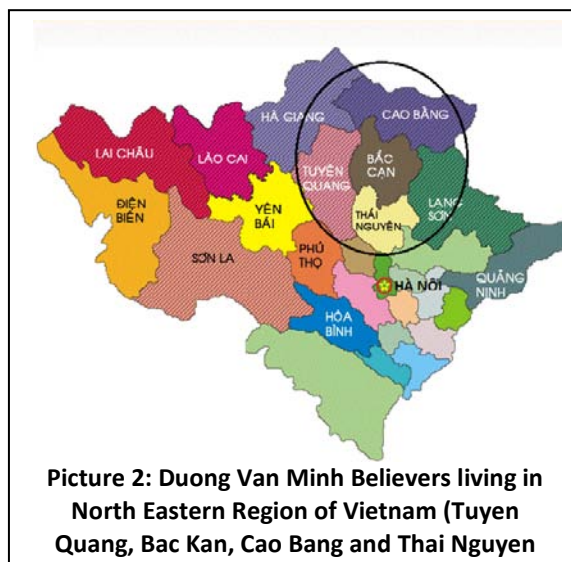 HÀ GIANG
CAO BẰNG
LAI CHÂU
LÀO CAI
TUYÊN
QUANG
BẮC
CẠN
ĐIỆN
BIÊN
YÊN
BÁI
THÁI
NGUYÊN
LẠNG
SƠN
SƠN LA
PHÚ
THỌ
HÀ NỘI
QUẢNG
NINH
HÒA
BÌNH
Picture 2: Duong Van Minh Believers living in
North Eastern Region of Vietnam (Tuyen
Quang, Bac Kan, Cao Bang and Thai Nguyen